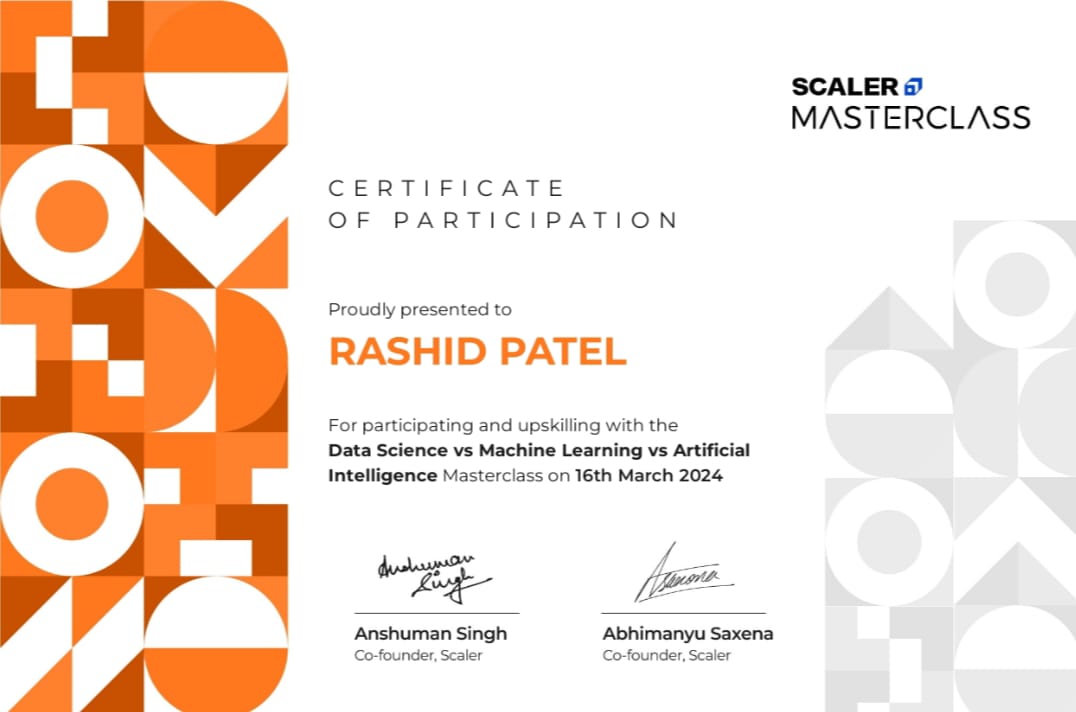 SCALER
MASTERCLASS
CERTIFICATE
OF PARTICIPATION
Proudly presented to
RASHID PATEL
For participating and upskilling with the
Data Science vs Machine Learning vs Artificial
Intelligence Masterclass on 16th March 2024
Anshuman
Singh
Asaxena
Anshuman Singh
Co-founder, Scaler
Abhimanyu Saxena
Co-founder, Scaler